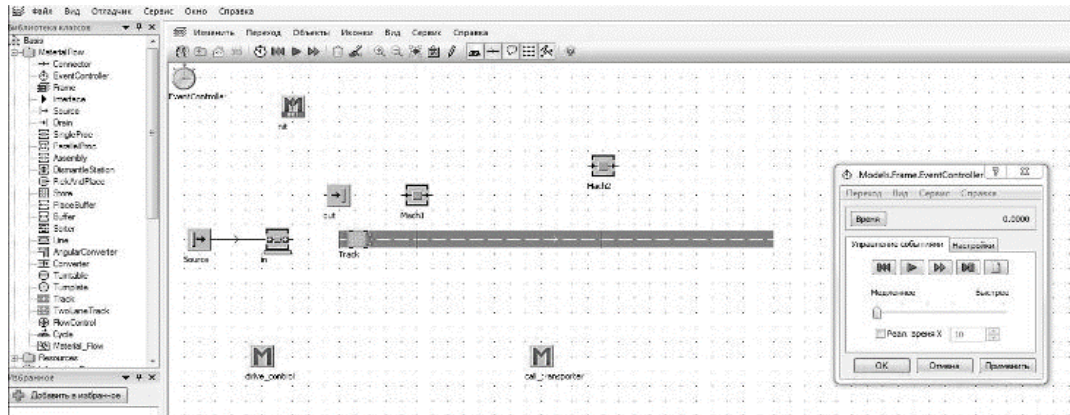 Файл Вид Отладчик Сервис Окно Справка
Библиотека классов
Изменить Переход Объекты Иконки Вид Сервис Справка
Basis
MaterialFlow
Connector
EventController
Frame
Interface
Source
Drain
SingleProc
ParallelProc
Assembly
DismantleStation
PickAndPlace
Store
PlaceBuffer
Buffer
Sorter
Line
AngularConverter
Converter
Turntable
Turnplate
Track
TwoLaneTrack
FlowControl
Cycle
Material_Flow
Resources
Избранное
Добавить в избранное
EventController
init
Mach2
out
Mach1
Source
in
Track
drive_control
call_transporter
.Models.Frame.EventController
Переход Вид Сервис Справка
Время 0.0000
Управление событиями Настройки
Медленнее Быстрее
Реал. время X 10
OK Отмена Применить